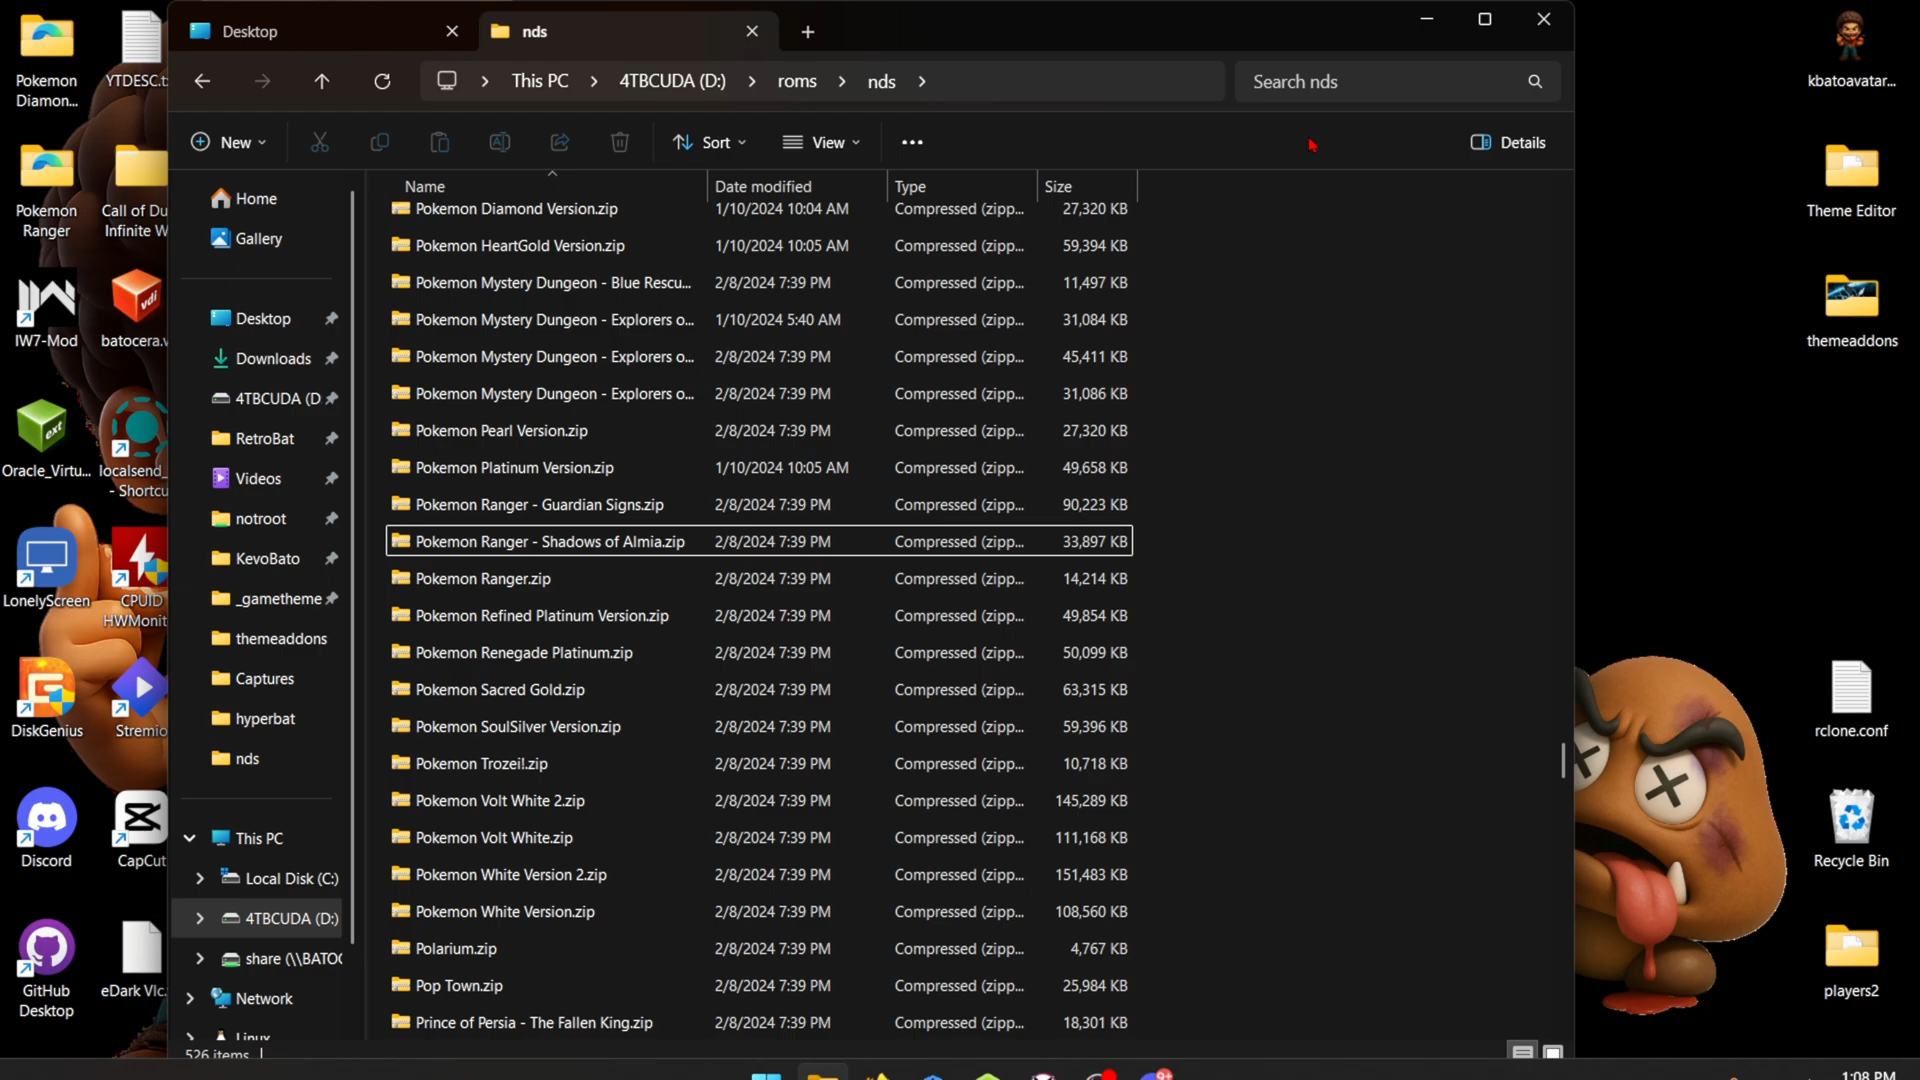 Desktop
nds
This PC
4TBCUDA (D:)
roms
nds
Search nds
New
Sort
View
Details
Name
Date modified
Type
Size
Pokemon Diamond Version.zip 1/10/2024 10:04 AM Compressed (zipp... 27,320 KB
Pokemon HeartGold Version.zip 1/10/2024 10:05 AM Compressed (zipp... 59,394 KB
Pokemon Mystery Dungeon - Blue Rescu... 2/8/2024 7:39 PM Compressed (zipp... 11,497 KB
Pokemon Mystery Dungeon - Explorers o... 1/10/2024 5:40 AM Compressed (zipp... 31,084 KB
Pokemon Mystery Dungeon - Explorers o... 2/8/2024 7:39 PM Compressed (zipp... 45,411 KB
Pokemon Mystery Dungeon - Explorers o... 2/8/2024 7:39 PM Compressed (zipp... 31,086 KB
Pokemon Pearl Version.zip 2/8/2024 7:39 PM Compressed (zipp... 27,320 KB
Pokemon Platinum Version.zip 1/10/2024 10:05 AM Compressed (zipp... 49,658 KB
Pokemon Ranger - Guardian Signs.zip 2/8/2024 7:39 PM Compressed (zipp... 90,223 KB
Pokemon Ranger - Shadows of Almia.zip 2/8/2024 7:39 PM Compressed (zipp... 33,897 KB
Pokemon Ranger.zip 2/8/2024 7:39 PM Compressed (zipp... 14,214 KB
Pokemon Refined Platinum Version.zip 2/8/2024 7:39 PM Compressed (zipp... 49,854 KB
Pokemon Renegade Platinum.zip 2/8/2024 7:39 PM Compressed (zipp... 50,099 KB
Pokemon Sacred Gold.zip 2/8/2024 7:39 PM Compressed (zipp... 63,315 KB
Pokemon SoulSilver Version.zip 2/8/2024 7:39 PM Compressed (zipp... 59,396 KB
Pokemon Trozei!.zip 2/8/2024 7:39 PM Compressed (zipp... 10,718 KB
Pokemon Volt White 2.zip 2/8/2024 7:39 PM Compressed (zipp... 145,289 KB
Pokemon Volt White.zip 2/8/2024 7:39 PM Compressed (zipp... 111,168 KB
Pokemon White Version 2.zip 2/8/2024 7:39 PM Compressed (zipp... 151,483 KB
Pokemon White Version.zip 2/8/2024 7:39 PM Compressed (zipp... 108,560 KB
Polarium.zip 2/8/2024 7:39 PM Compressed (zipp... 4,767 KB
Pop Town.zip 2/8/2024 7:39 PM Compressed (zipp... 25,984 KB
Prince of Persia - The Fallen King.zip 2/8/2024 7:39 PM Compressed (zipp... 18,301 KB
Home
Gallery
Desktop
Downloads
4TBCUDA (D
RetroBat
Videos
notroot
KevoBato
_gametheme
themeaddons
Captures
hyperbat
nds
This PC
Local Disk (C:)
4TBCUDA (D:)
share (\\BATOC
Network
Linux
526 items
Pokemon
Diamon...
YTDESC.t
Pokemon
Ranger
Call of Du
Infinite W
IW7-Mod
vdi
batocera.v
ext
Oracle_Virtu...
localsend_
- Shortcu
LonelyScreen
CPUID
HWMonit
DiskGenius
Stremio
Discord
CapCut
GitHub
Desktop
eDark Vlc.
kbatoavatar...
Theme Editor
themeaddons
rclone.conf
Recycle Bin
players2
9+
1:08 PM